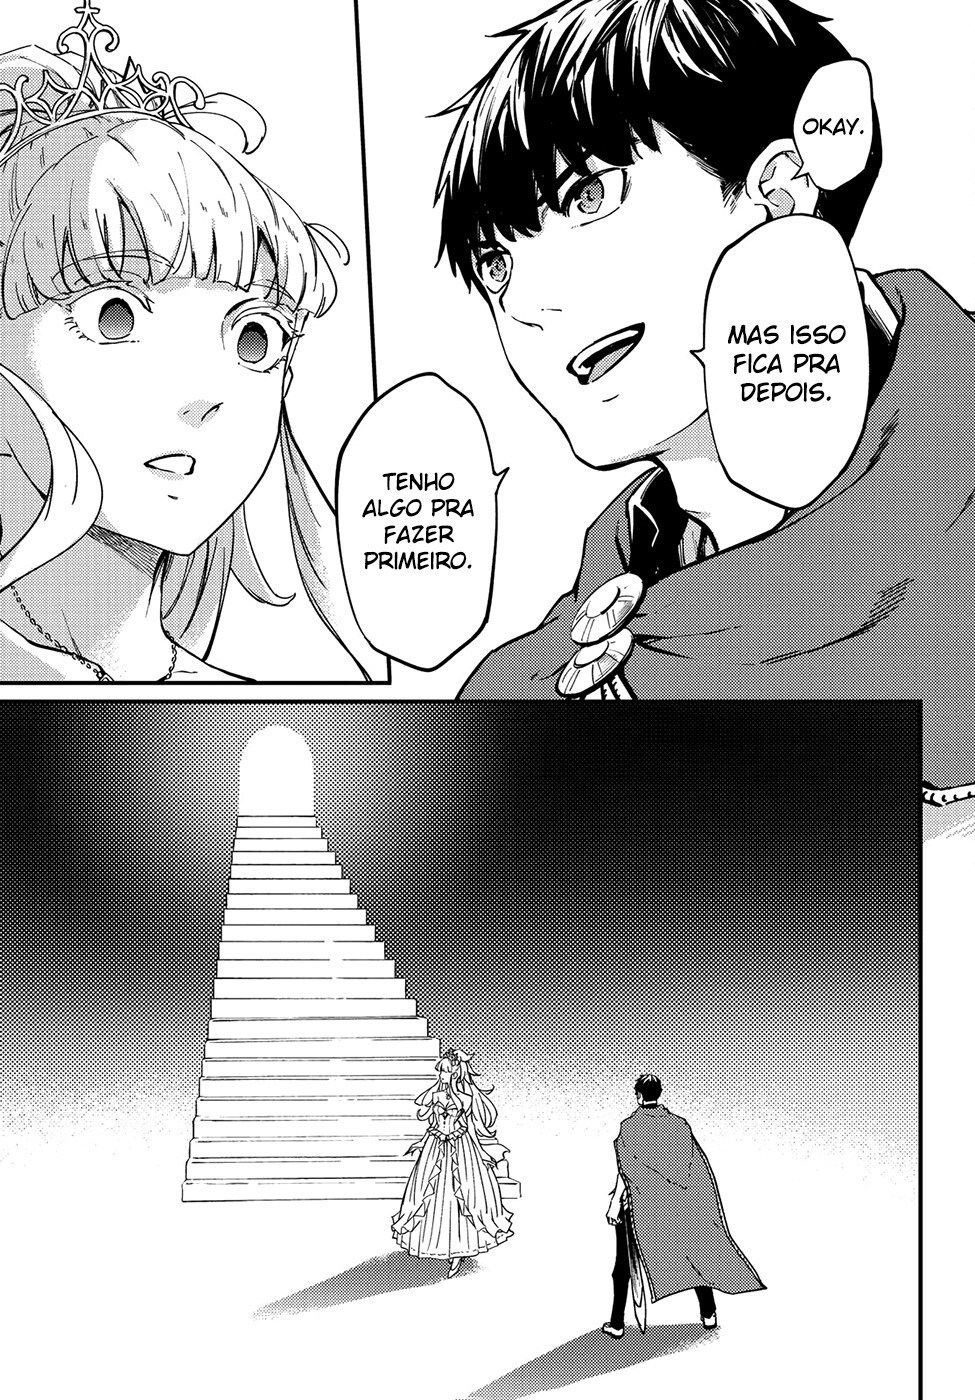 OKAY.
MAS ISSO
FICA PRA
DEPOIS.
TENHO
ALGO PRA
FAZER
PRIMEIRO.